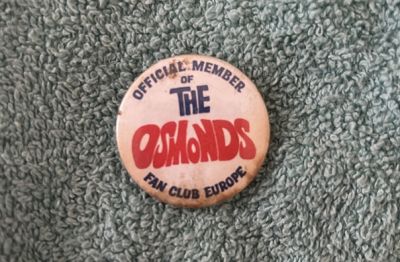 OFFICIAL MEMBER
OF
THE
OSMONDS
FAN CLUB EUROPE